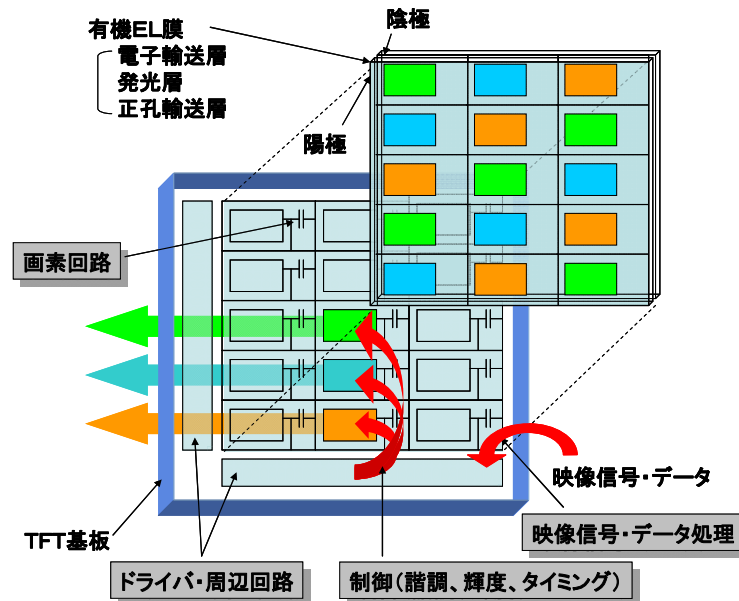 陰極
有機EL膜
電子輸送層
発光層
正孔輸送層
陽極
画素回路
映像信号・データ
映像信号・データ処理
TFT基板
ドライバ・周辺回路
制御(諧調、輝度、タイミング)